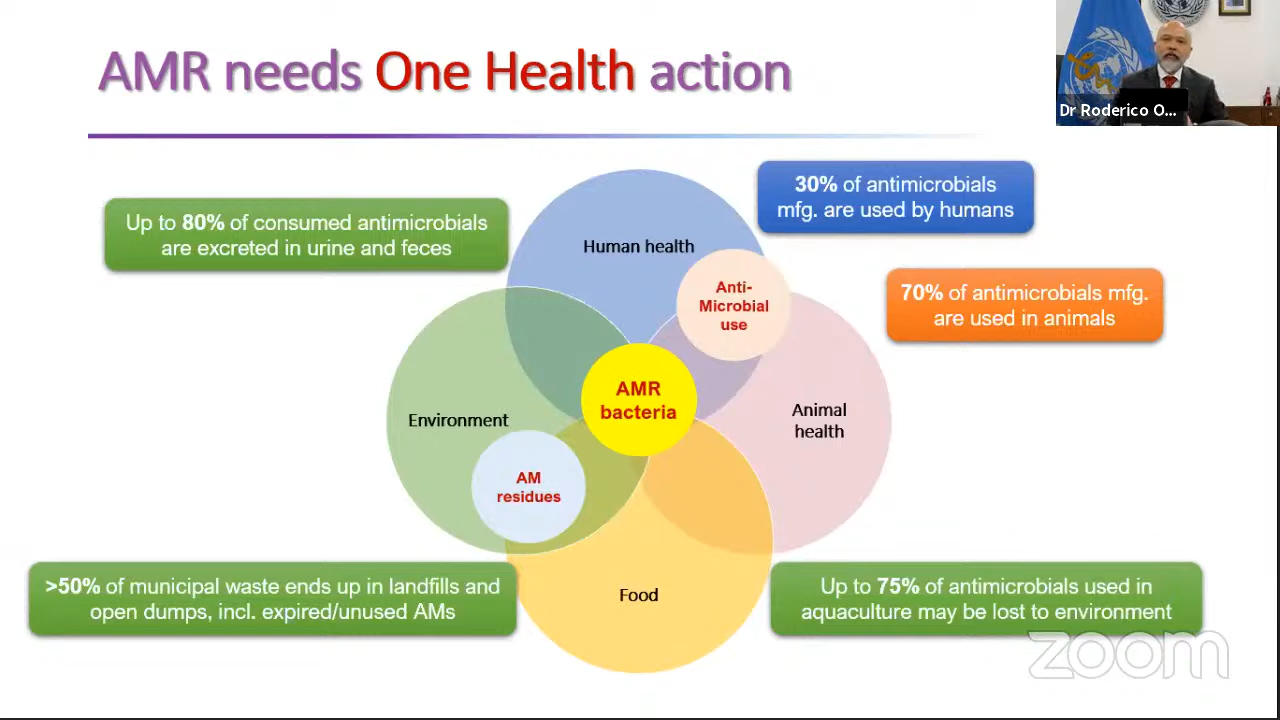 AMR needs One Health action
Dr Roderico O...
30% of antimicrobials
mfg. are used by humans
Up to 80% of consumed antimicrobials
are excreted in urine and feces
Human health
70% of antimicrobials mfg.
are used in animals
Anti-
Microbial
use
AMR
bacteria
Environment
Animal
health
AM
residues
>50% of municipal waste ends up in landfills and
open dumps, incl. expired/unused AMs
Food
Up to 75% of antimicrobials used in
aquaculture may be lost to environment
zoom